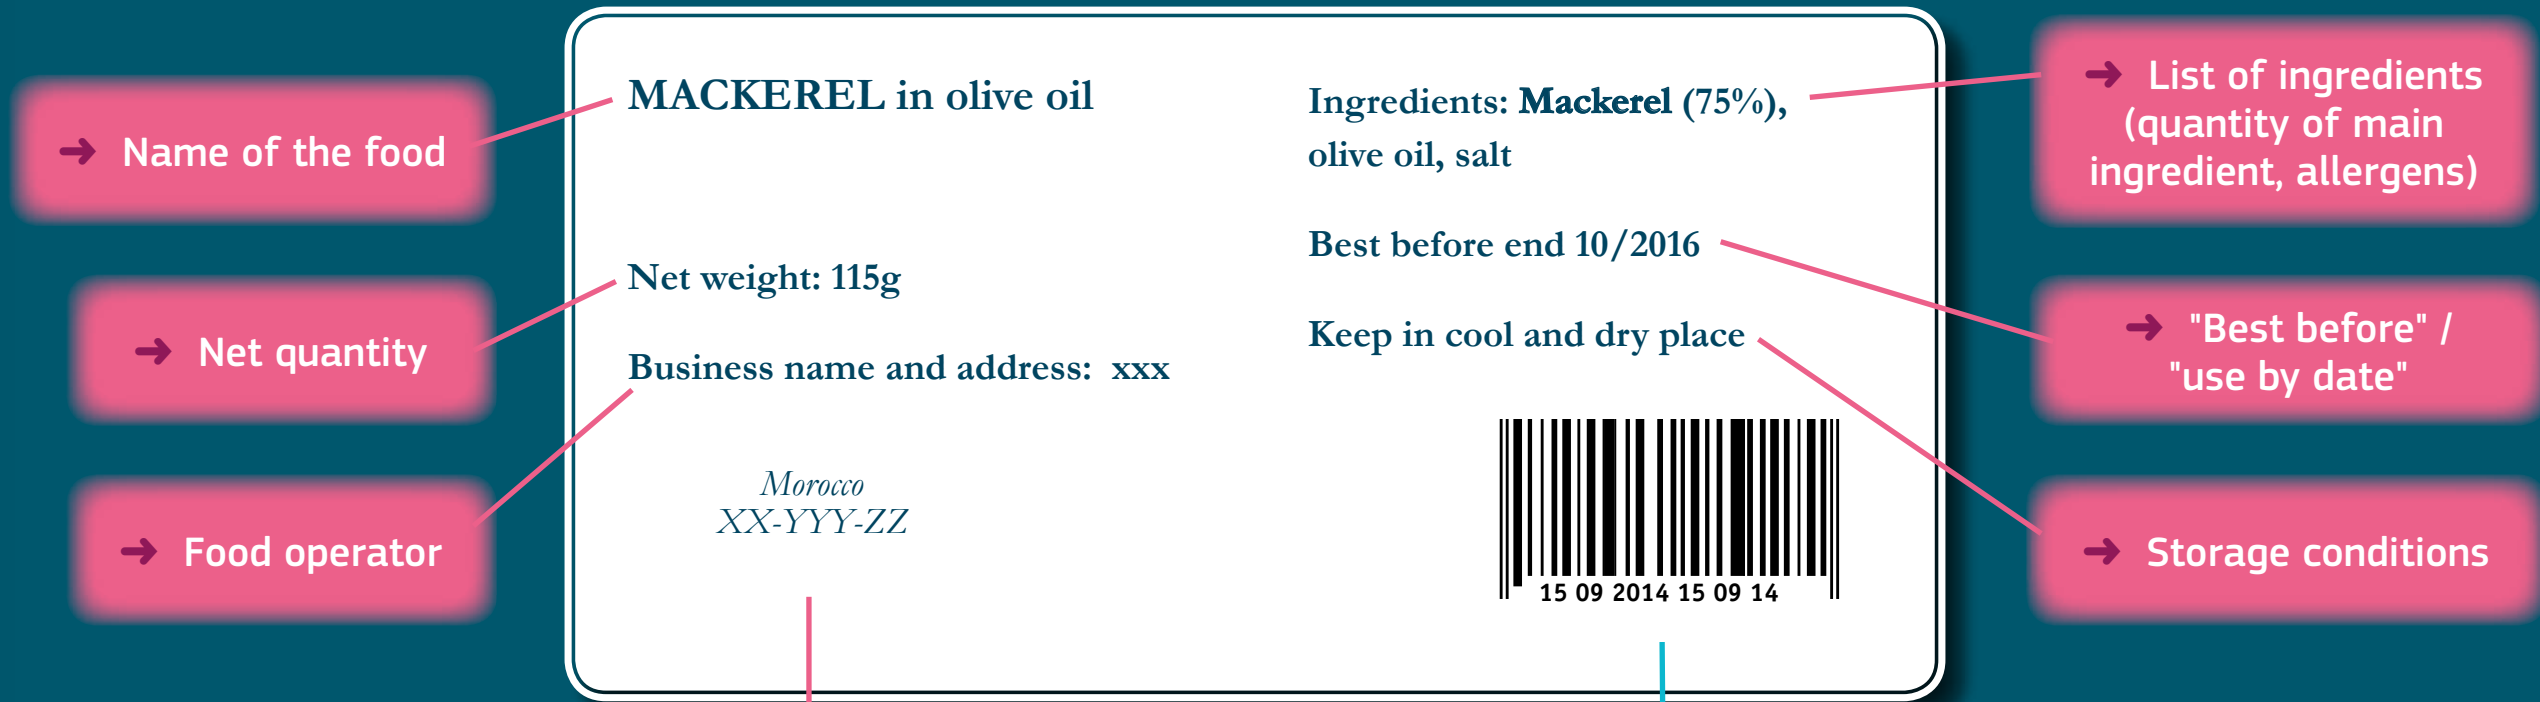 ➜ Name of the food
➜ Net quantity
➜ Food operator
MACKEREL in olive oil
Net weight: 115g
Business name and address: xxx
Morocco
XX-YYY-ZZ
Ingredients: Mackerel (75%),
olive oil, salt
Best before end 10/2016
Keep in cool and dry place
15 09 2014 15 09 14
➜ List of ingredients
(quantity of main
ingredient, allergens)
➜ "Best before" /
"use by date"
➜ Storage conditions